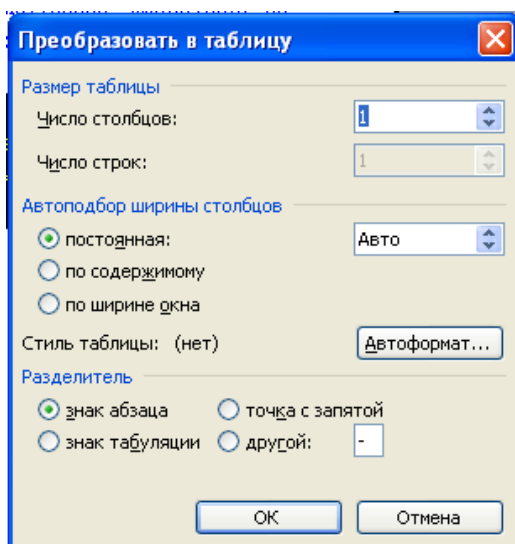 Преобразовать в таблицу
Размер таблицы
Число столбцов: 1
Число строк: 1
Автоподбор ширины столбцов
постоянная: Авто
по содержимому
по ширине окна
Стиль таблицы: (нет) Автоформат...
Разделитель
знак абзаца точка с запятой
знак табуляции другой: -
ОК Отмена